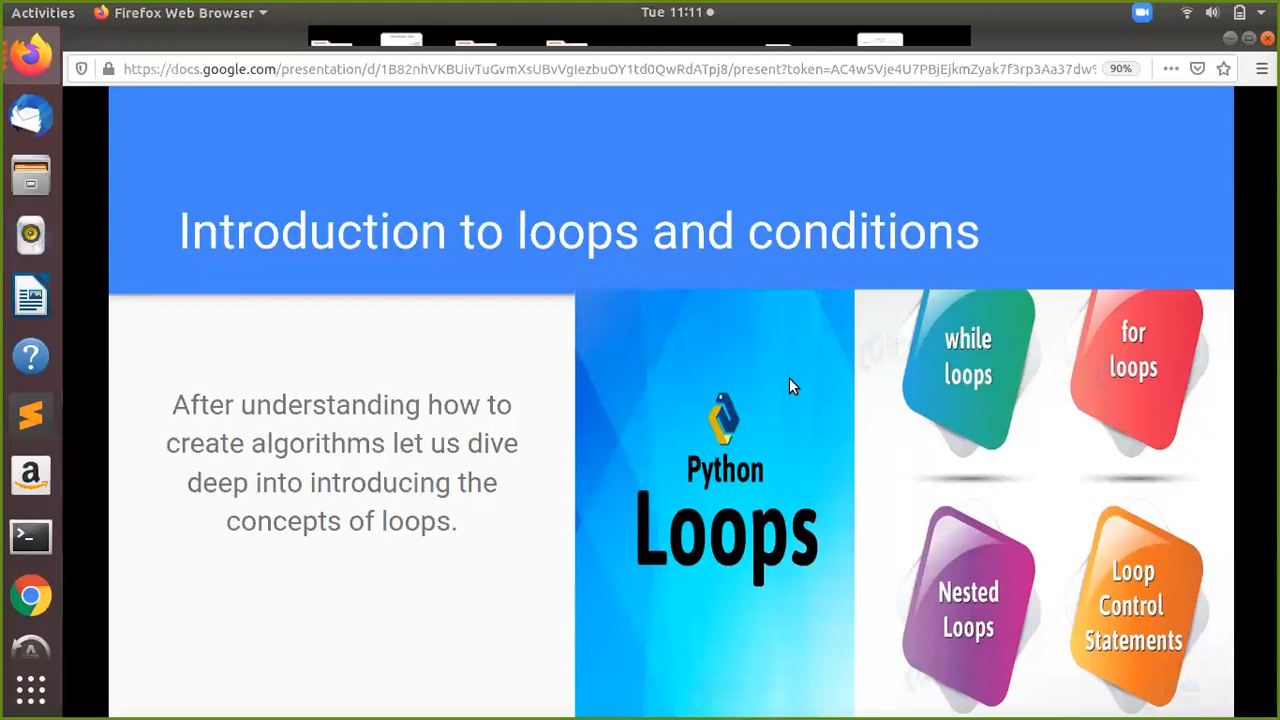 Activities
Firefox Web Browser
Tue 11:11
https://docs.google.com/presentation/d/1B82nhVKBUivTuGvmXsUBvVgIezbuOY1td0QwRdATpj8/present?token=AC4w5Vje4U7PBjEjkmZyak7f3rp3Aa37dw
90%
Introduction to loops and conditions
After understanding how to
create algorithms let us dive
deep into introducing the
concepts of loops.
Python
Loops
while
loops
for
loops
Nested
Loops
Loop
Control
Statements